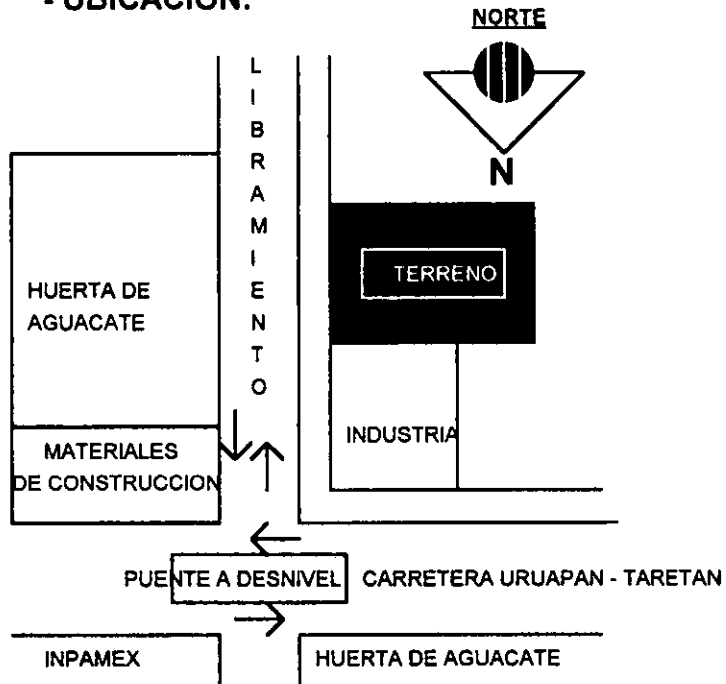 - UBICACION:
NORTE
N
LIBRAMIENTO
TERRENO
HUERTA DE
AGUACATE
INDUSTRIA
MATERIALES
DE CONSTRUCCION
PUENTE A DESNIVEL
CARRETERA URUAPAN - TARETAN
INPAMEX
HUERTA DE AGUACATE